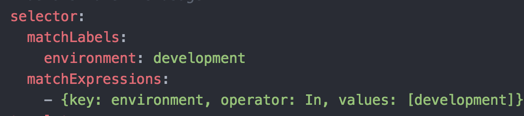 selector:
  matchLabels:
    environment: development
  matchExpressions:
    - {key: environment, operator: In, values: [development]}